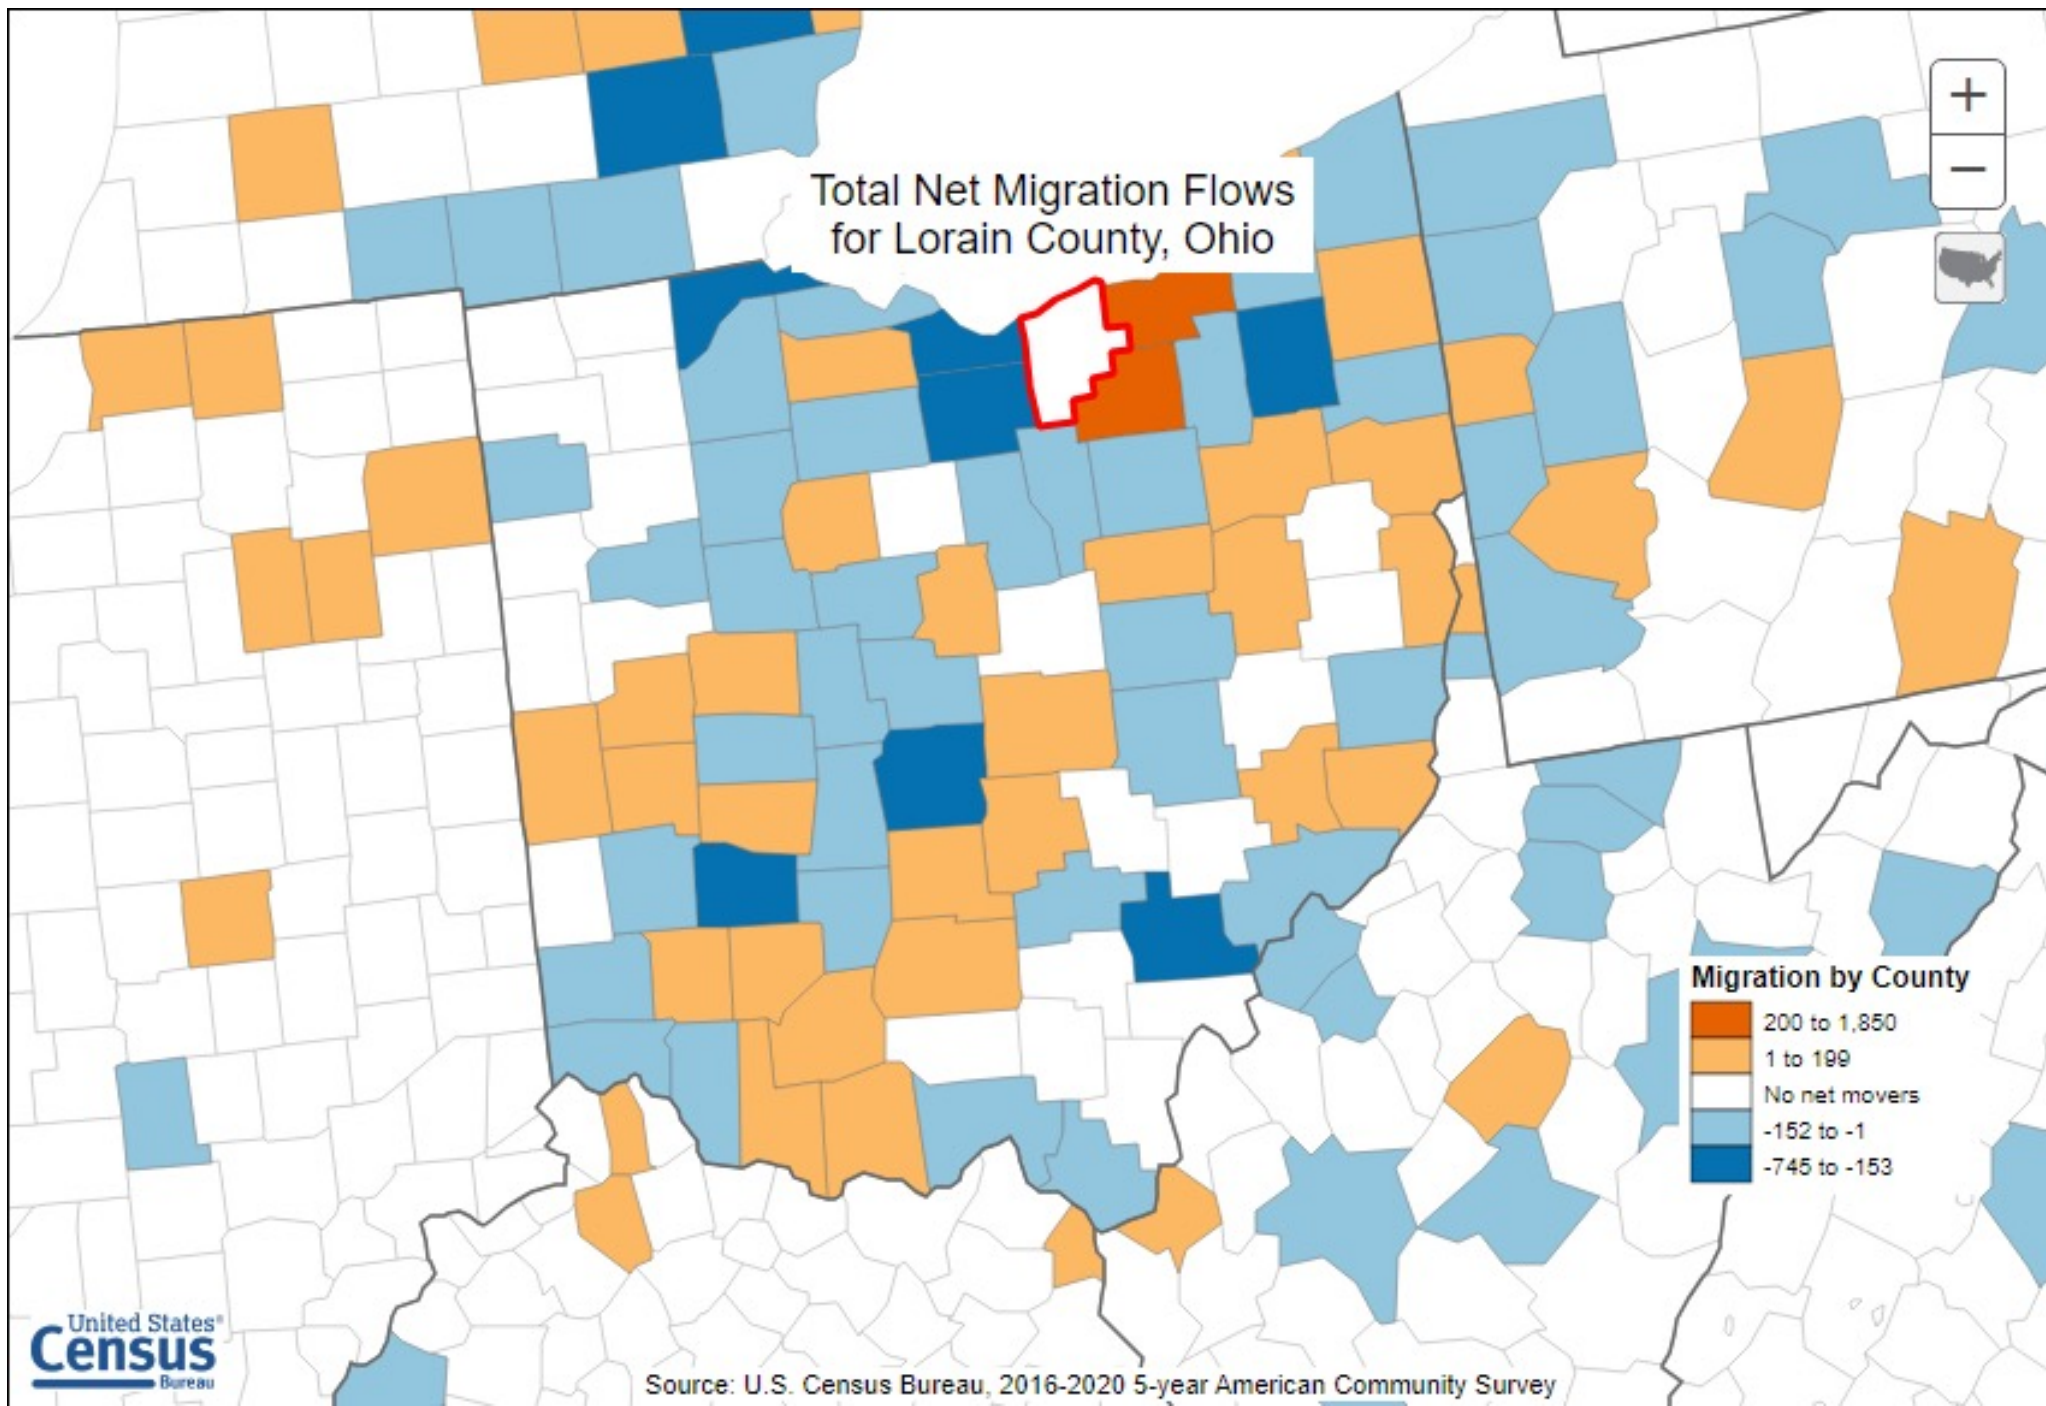 Total Net Migration Flows
for Lorain County, Ohio
+
−
Migration by County
200 to 1,850
1 to 199
No net movers
-152 to -1
-745 to -153
United States®
Census
Bureau
Source: U.S. Census Bureau, 2016-2020 5-year American Community Survey